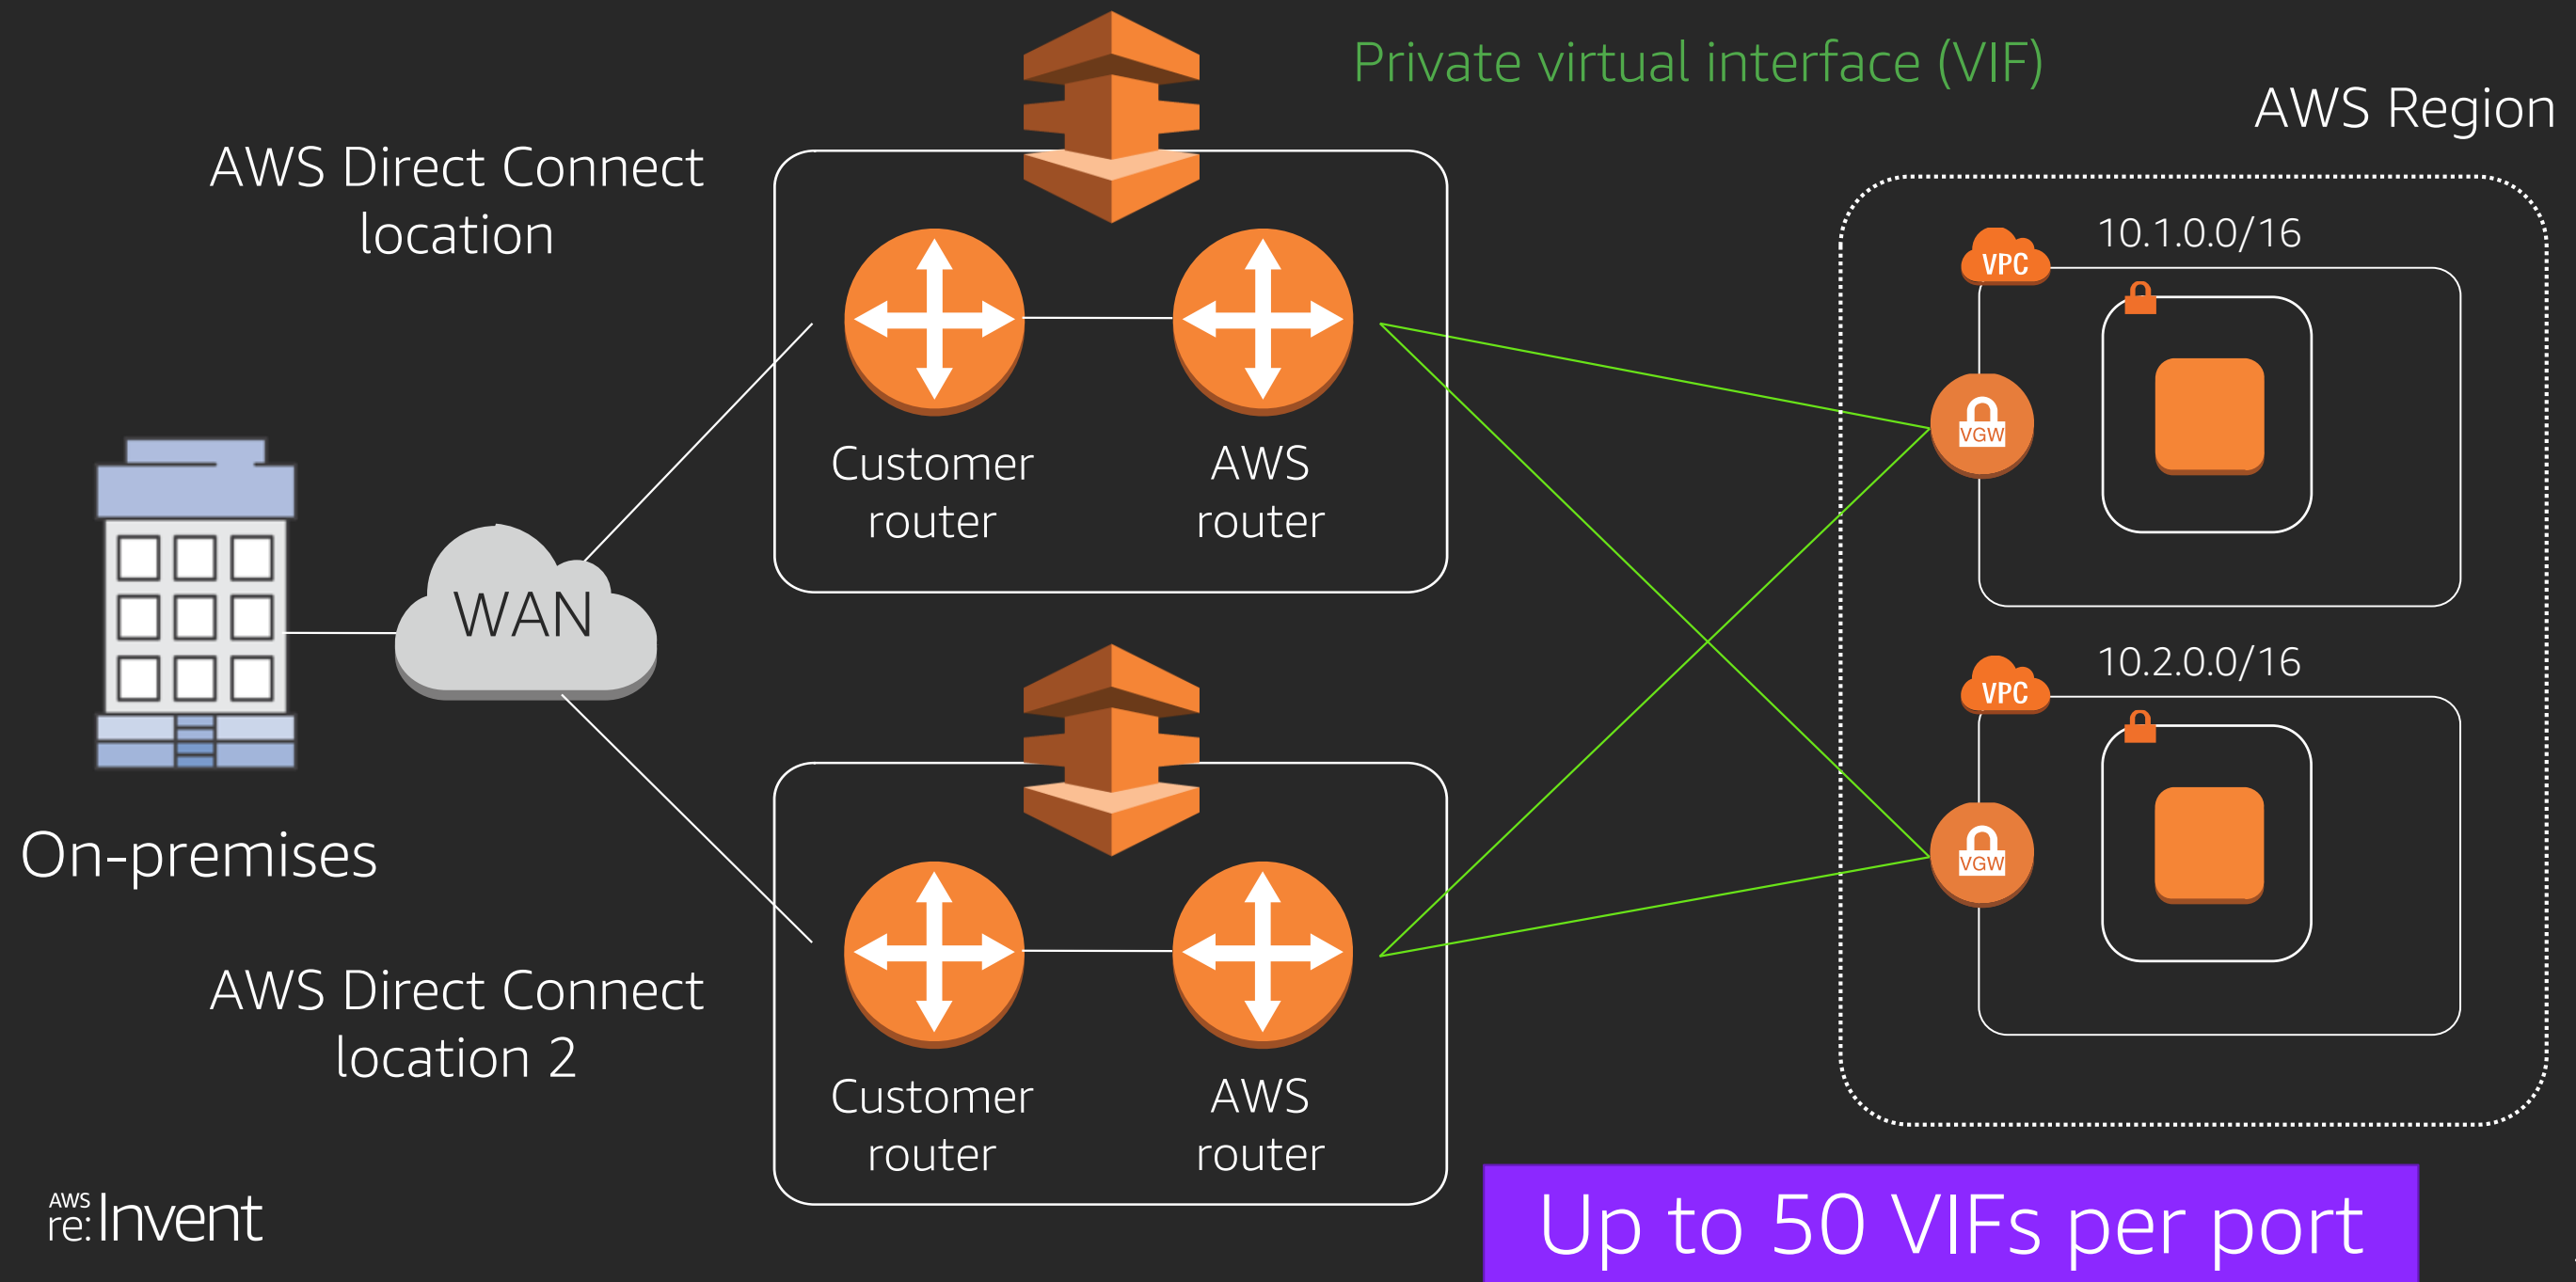 Private virtual interface (VIF)
AWS Region
AWS Direct Connect
location
Customer
router
AWS
router
VPC
10.1.0.0/16
VGW
WAN
On-premises
AWS Direct Connect
location 2
Customer
router
AWS
router
VPC
10.2.0.0/16
VGW
AWS
re:Invent
Up to 50 VIFs per port